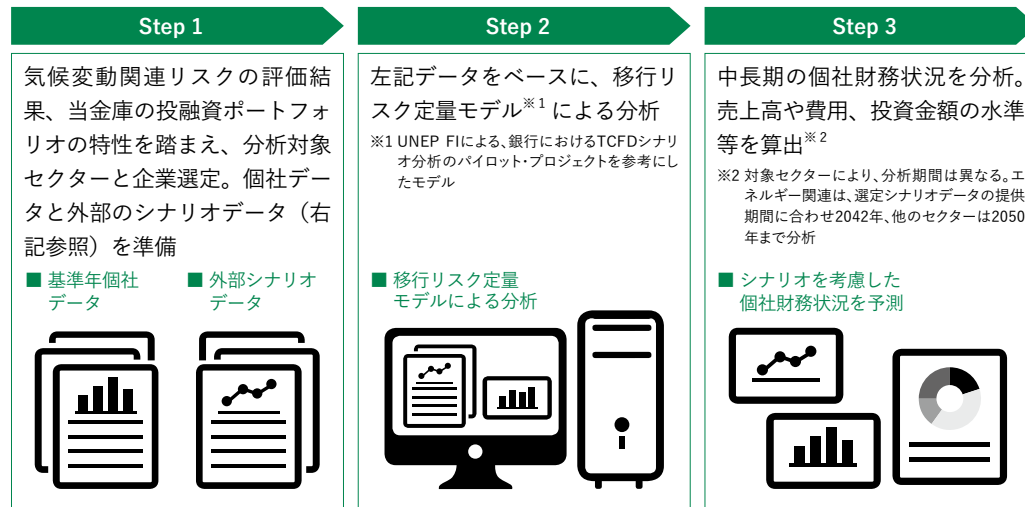 Step 1
気候変動関連リスクの評価結
果、当金庫の投融資ポートフォ
リオの特性を踏まえ、分析対象
セクターと企業選定。個社デー
タと外部のシナリオデータ（右
記参照）を準備
■ 基準年個社
データ
■ 外部シナリオ
データ
Step 2
左記データをベースに、移行リ
スク定量モデル※1 による分析
※1 UNEP FIによる、銀行におけるTCFDシナリ
オ分析のパイロット・プロジェクトを参考にし
たモデル
■ 移行リスク定量
モデルによる分析
Step 3
中長期の個社財務状況を分析。
売上高や費用、投資金額の水準
等を算出※2
※2 対象セクターにより、分析期間は異なる。エ
ネルギー関連は、選定シナリオデータの提供
期間に合わせ2042年、他のセクターは2050
年まで分析
■ シナリオを考慮した
個社財務状況を予測